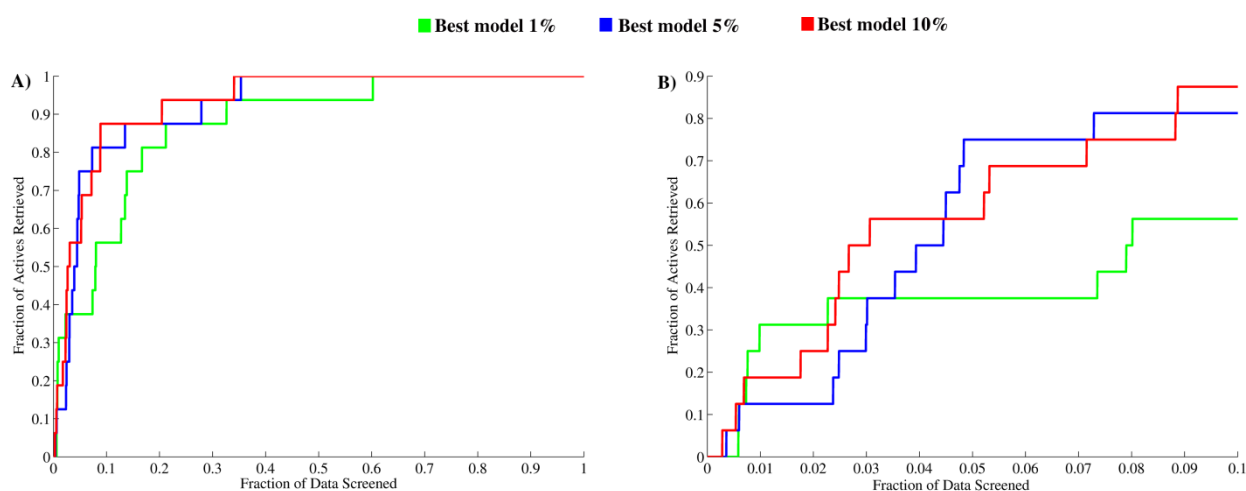 Best model 1% Best model 5% Best model 10%
A)
1
0.9
0.8
0.7
0.6
0.5
0.4
0.3
0.2
0.1
0
Fraction of Actives Retrieved
0 0.1 0.2 0.3 0.4 0.5 0.6 0.7 0.8 0.9 1
Fraction of Data Screened
B)
0.9
0.8
0.7
0.6
0.5
0.4
0.3
0.2
0.1
0
Fraction of Actives Retrieved
0 0.01 0.02 0.03 0.04 0.05 0.06 0.07 0.08 0.09 0.1
Fraction of Data Screened